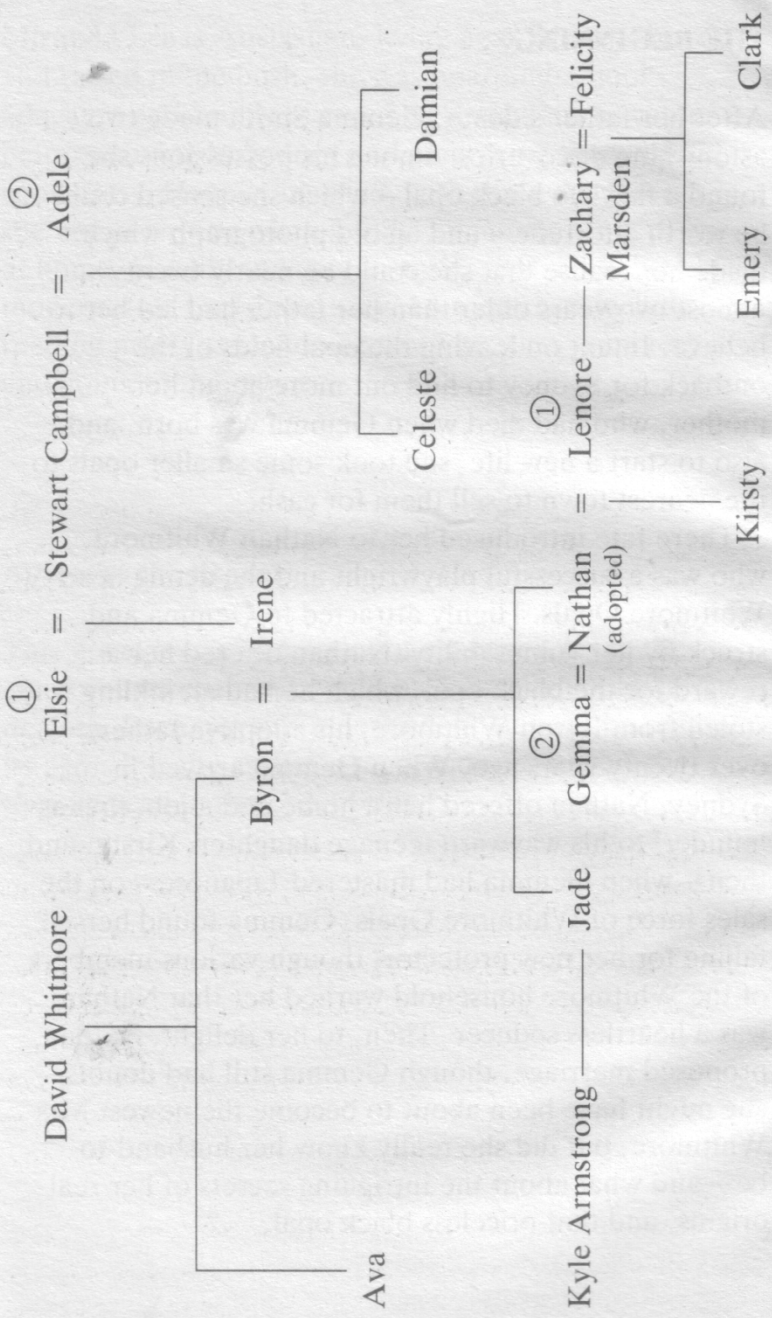 ① ②
David Whitmore = Elsie = Stewart Campbell = Adele
Ava Byron = Irene Celeste Damian
Kyle Armstrong Jade ② Gemma = Nathan = ① Lenore Zachary = Felicity
(adopted) Marsden
Kirsty Emery Clark